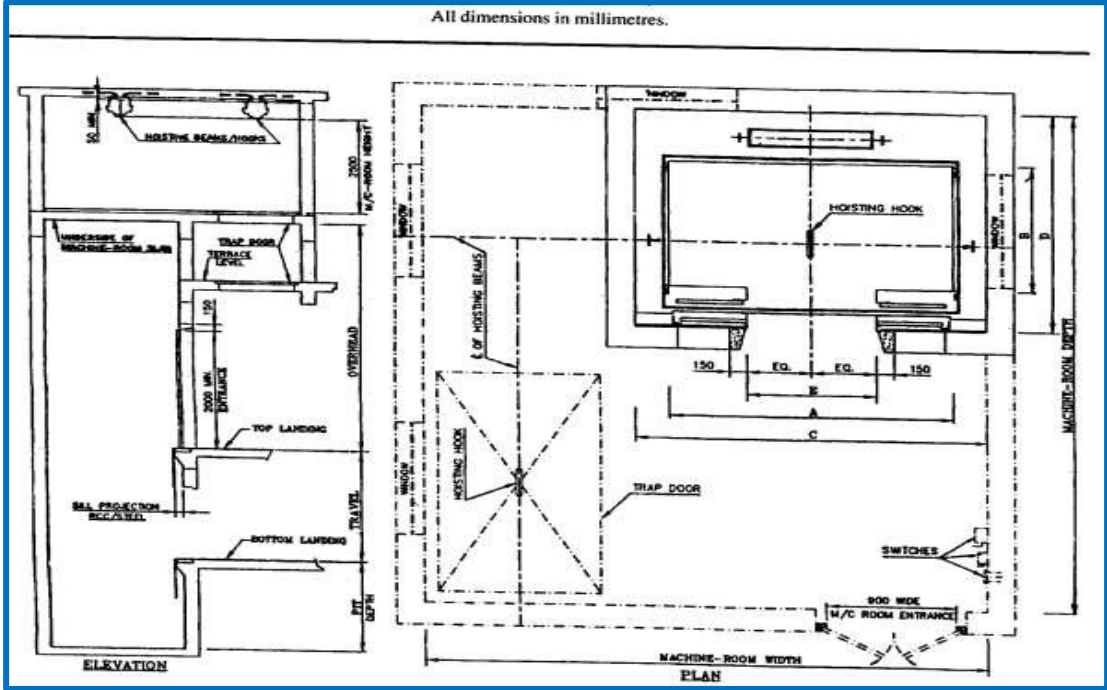 All dimensions in millimetres.
50 MIN.
HOISTING BEAMS/HOOKS
2500
M/C-ROOM HEIGHT
UNDERSIDE OF
MACHINE-ROOM SLAB
TRAP DOOR
TERRACE
LEVEL
150
2000 MIN.
ENTRANCE
OVERHEAD
TOP LANDING
SILL PROJECTION
RCC/STEEL
TRAVEL
BOTTOM LANDING
PIT
DEPTH
ELEVATION
WINDOW
WINDOW
HOISTING HOOK
WINDOW
B
D
℄ OF HOISTING BEAMS
150
EQ.
EQ.
150
E
A
C
MACHINE-ROOM DEPTH
WINDOW
HOISTING HOOK
TRAP DOOR
SWITCHES
900 WIDE
M/C ROOM ENTRANCE
MACHINE-ROOM WIDTH
PLAN